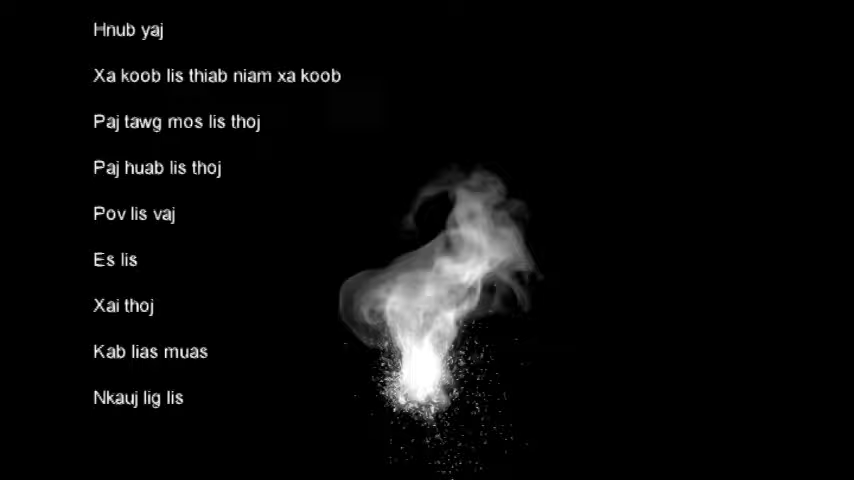 Hnub yaj
Xa koob lis thiab niam xa koob
Paj tawg mos lis thoj
Paj huab lis thoj
Pov lis vaj
Es lis
Xai thoj
Kab lias muas
Nkauj lig lis